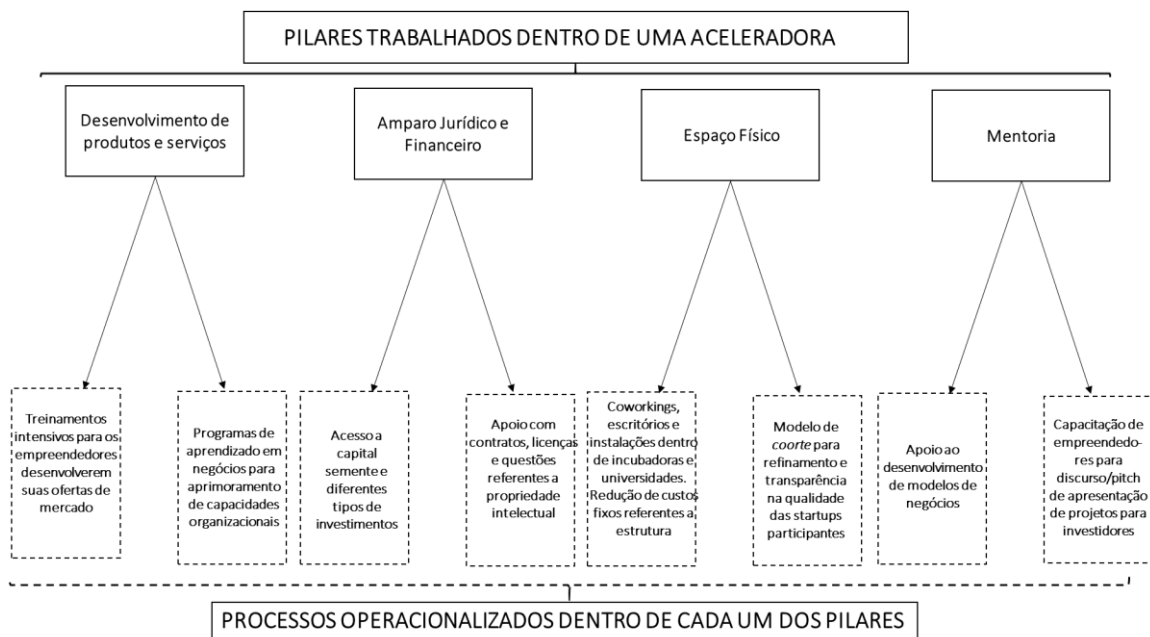 PILARES TRABALHADOS DENTRO DE UMA ACELERADORA
Desenvolvimento de
produtos e serviços
Amparo Jurídico e
Financeiro
Espaço Físico
Mentoria
Treinamentos
intensivos para os
empreendedores
desenvolverem
suas ofertas de
mercado
Programas de
aprendizado em
negócios para
aprimoramento de
de capacidades
organizacionais
Acesso a
capital
semente e
diferentes
tipos de
investimentos
Apoio com
contratos, licenças
e questões
referentes a
propriedade
intelectual
Coworkings,
escritórios e
instalações dentro
de incubadoras e
universidades.
Redução de custos
fixos referentes a
estrutura
Modelo de
coorte para
refinamento e
transparência
na qualidade
das startups
participantes
Apoio ao
desenvolvimento
de modelos de
negócios
Capacitação de
empreendedo-
res para
discurso/pitch
de apresentação
de projetos para
investidores
PROCESSOS OPERACIONALIZADOS DENTRO DE CADA UM DOS PILARES